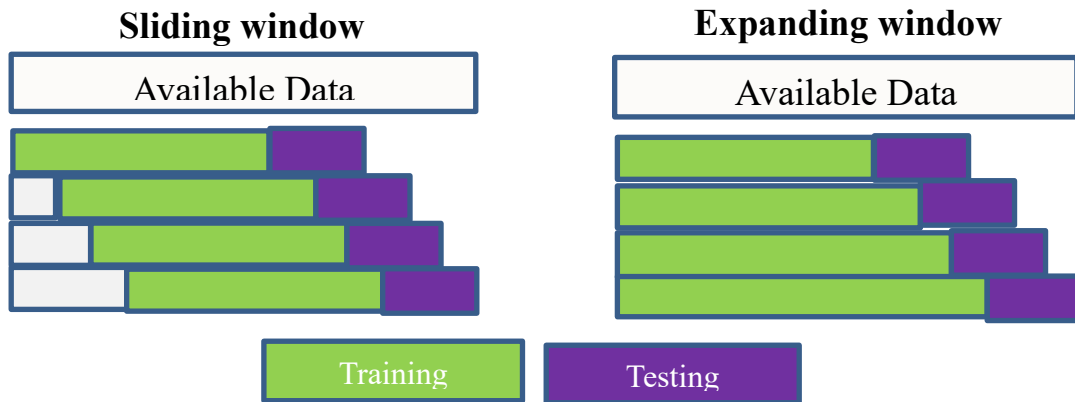 Sliding window
Expanding window
Available Data
Available Data
Training
Testing